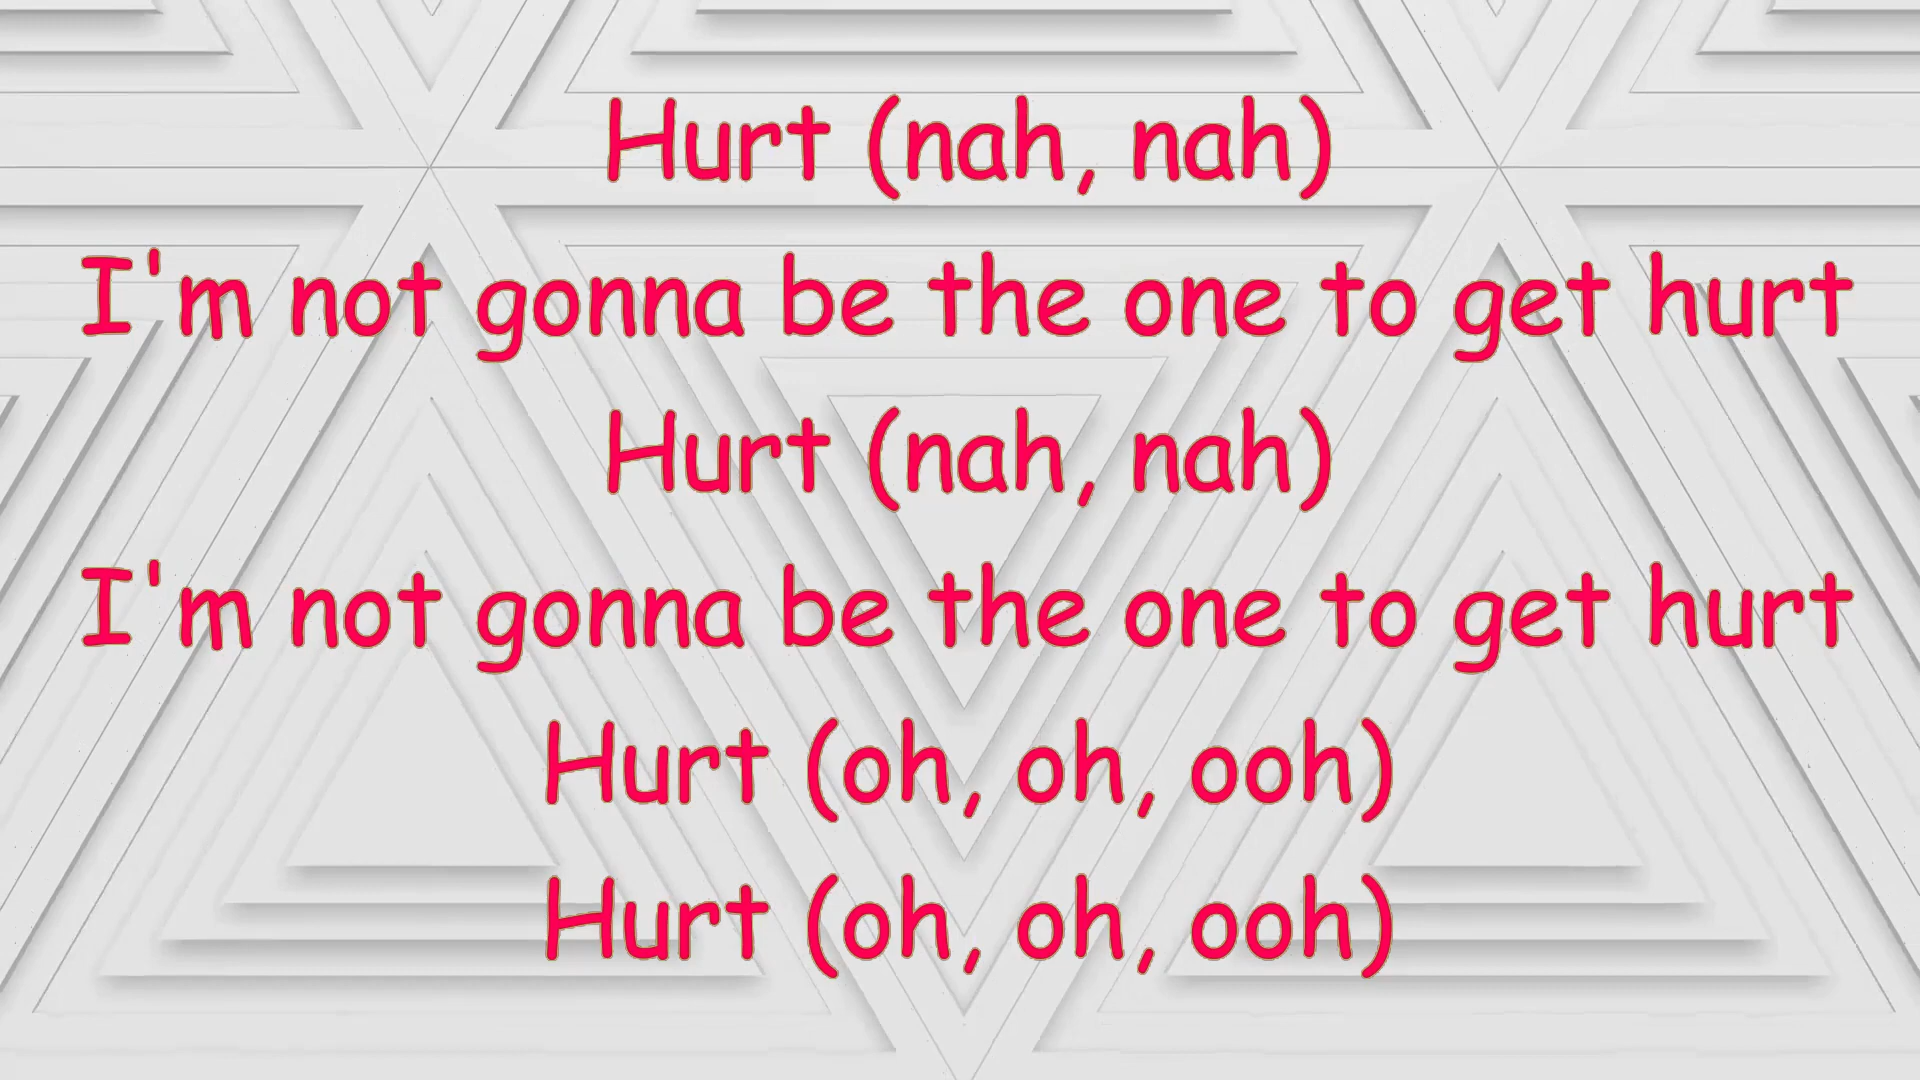 Hurt (nah, nah)
I'm not gonna be the one to get hurt
Hurt (nah, nah)
I'm not gonna be the one to get hurt
Hurt (oh, oh, ooh)
Hurt (oh, oh, ooh)